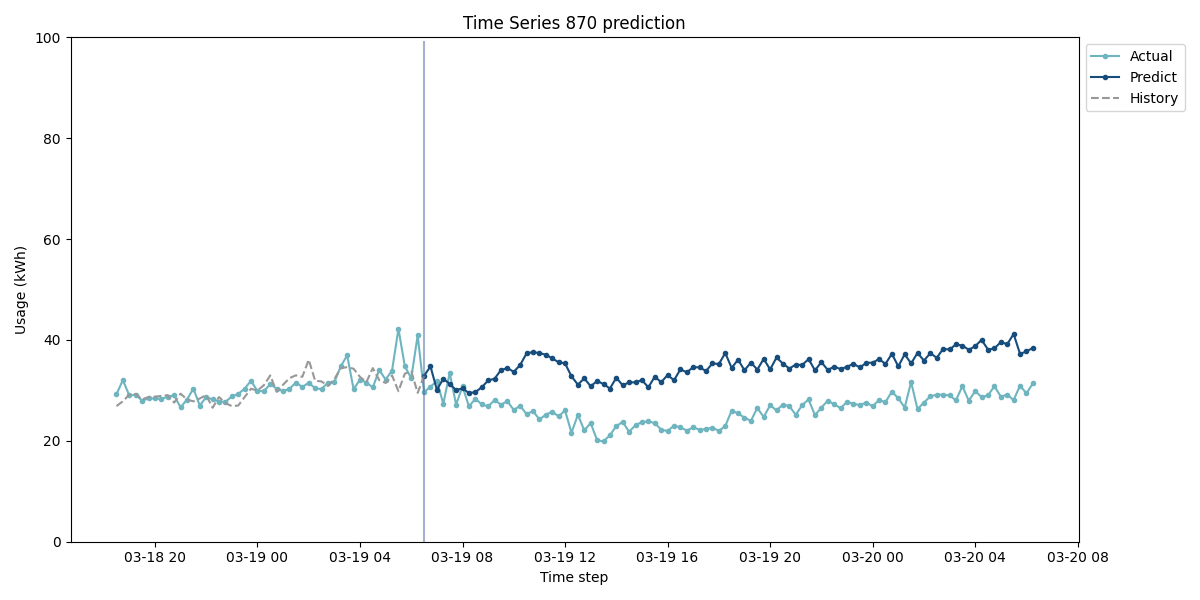 Time Series 870 prediction
100
80
60
40
20
0
Usage (kWh)
03-18 20
03-19 00
03-19 04
03-19 08
03-19 12
03-19 16
03-19 20
03-20 00
03-20 04
03-20 08
Time step
Actual
Predict
History